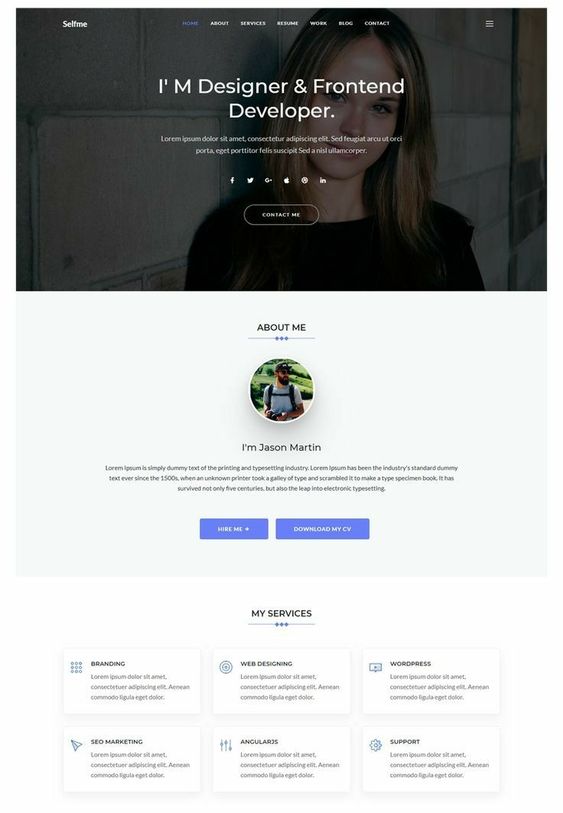 Selfme
HOME ABOUT SERVICES RESUME WORK BLOG CONTACT
I' M Designer & Frontend
Developer.
Lorem ipsum dolor sit amet, consectetur adipiscing elit. Sed feugiat arcu ut orci
porta, eget porttitor felis suscipit Sed a nisl ullamcorper.
CONTACT ME
ABOUT ME
I'm Jason Martin
Lorem Ipsum is simply dummy text of the printing and typesetting industry. Lorem Ipsum has been the industry's standard dummy
text ever since the 1500s, when an unknown printer took a galley of type and scrambled it to make a type specimen book. It has
survived not only five centuries, but also the leap into electronic typesetting.
HIRE ME
DOWNLOAD MY CV
MY SERVICES
BRANDING
Lorem ipsum dolor sit amet,
consectetuer adipiscing elit. Aenean
commodo ligula eget dolor.
WEB DESIGNING
Lorem ipsum dolor sit amet,
consectetuer adipiscing elit. Aenean
commodo ligula eget dolor.
WORDPRESS
Lorem ipsum dolor sit amet,
consectetuer adipiscing elit. Aenean
commodo ligula eget dolor.
SEO MARKETING
Lorem ipsum dolor sit amet,
consectetuer adipiscing elit. Aenean
commodo ligula eget dolor.
ANGULARJS
Lorem ipsum dolor sit amet,
consectetuer adipiscing elit. Aenean
commodo ligula eget dolor.
SUPPORT
Lorem ipsum dolor sit amet,
consectetuer adipiscing elit. Aenean
commodo ligula eget dolor.